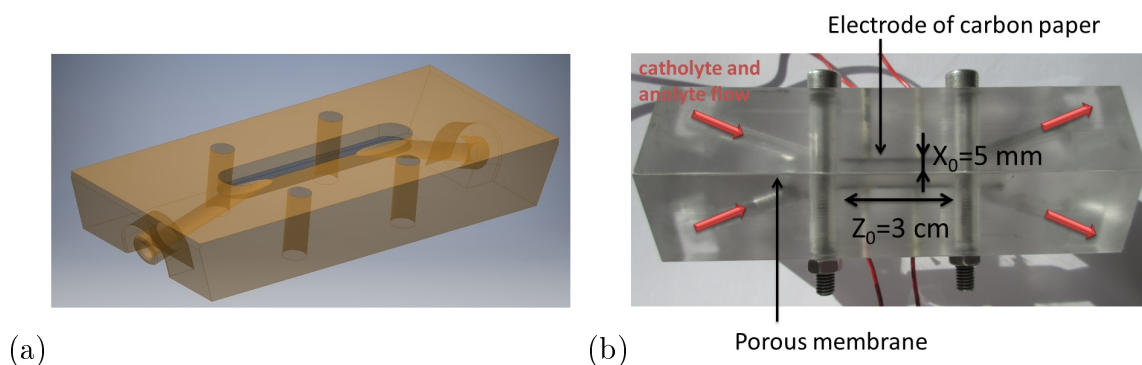 Electrode of carbon paper
catholyte and
anolyte flow
X₀=5 mm
Z₀=3 cm
Porous membrane
(a)
(b)